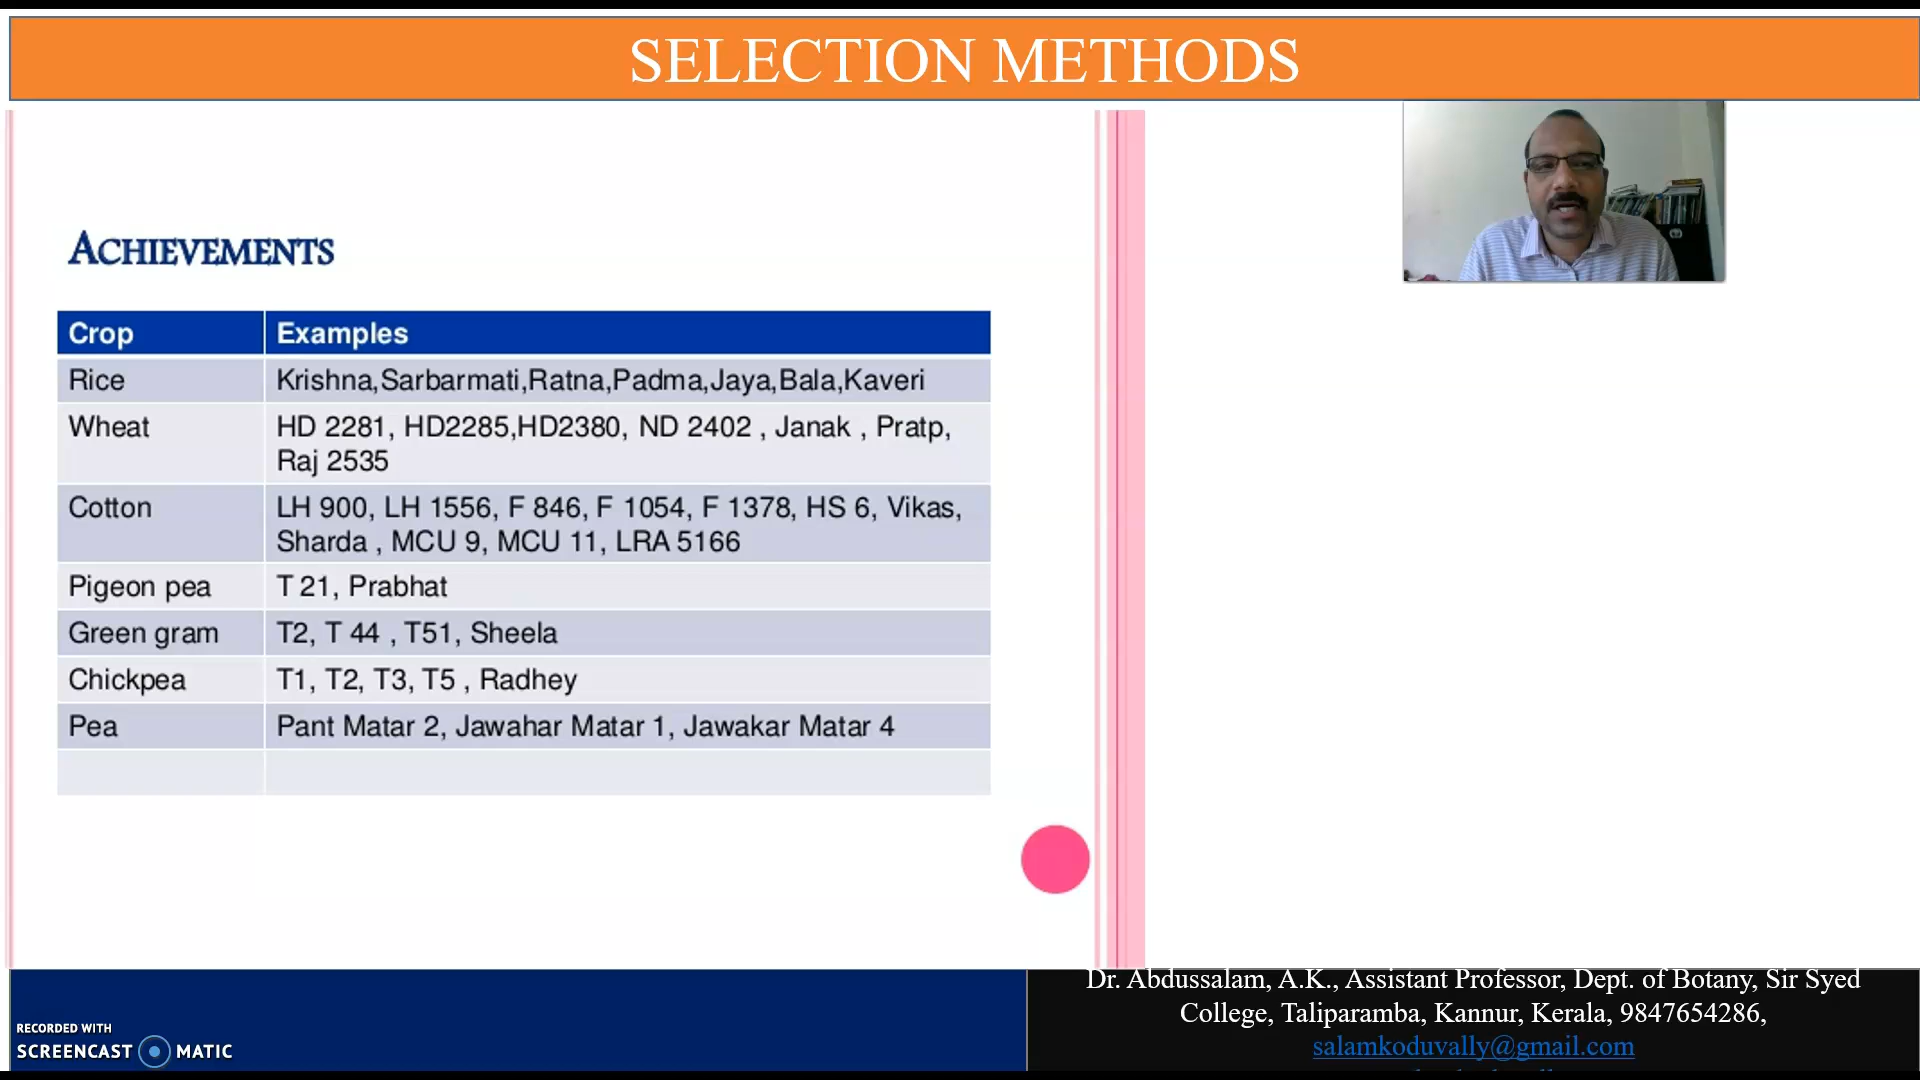 SELECTION METHODS
ACHIEVEMENTS
Crop Examples
Rice Krishna,Sarbarmati,Ratna,Padma,Jaya,Bala,Kaveri
Wheat HD 2281, HD2285,HD2380, ND 2402 , Janak , Pratp,
Raj 2535
Cotton LH 900, LH 1556, F 846, F 1054, F 1378, HS 6, Vikas,
Sharda , MCU 9, MCU 11, LRA 5166
Pigeon pea T 21, Prabhat
Green gram T2, T 44 , T51, Sheela
Chickpea T1, T2, T3, T5 , Radhey
Pea Pant Matar 2, Jawahar Matar 1, Jawakar Matar 4
Dr. Abdussalam, A.K., Assistant Professor, Dept. of Botany, Sir Syed
College, Taliparamba, Kannur, Kerala, 9847654286,
salamkoduvally@gmail.com
RECORDED WITH
SCREENCAST MATIC